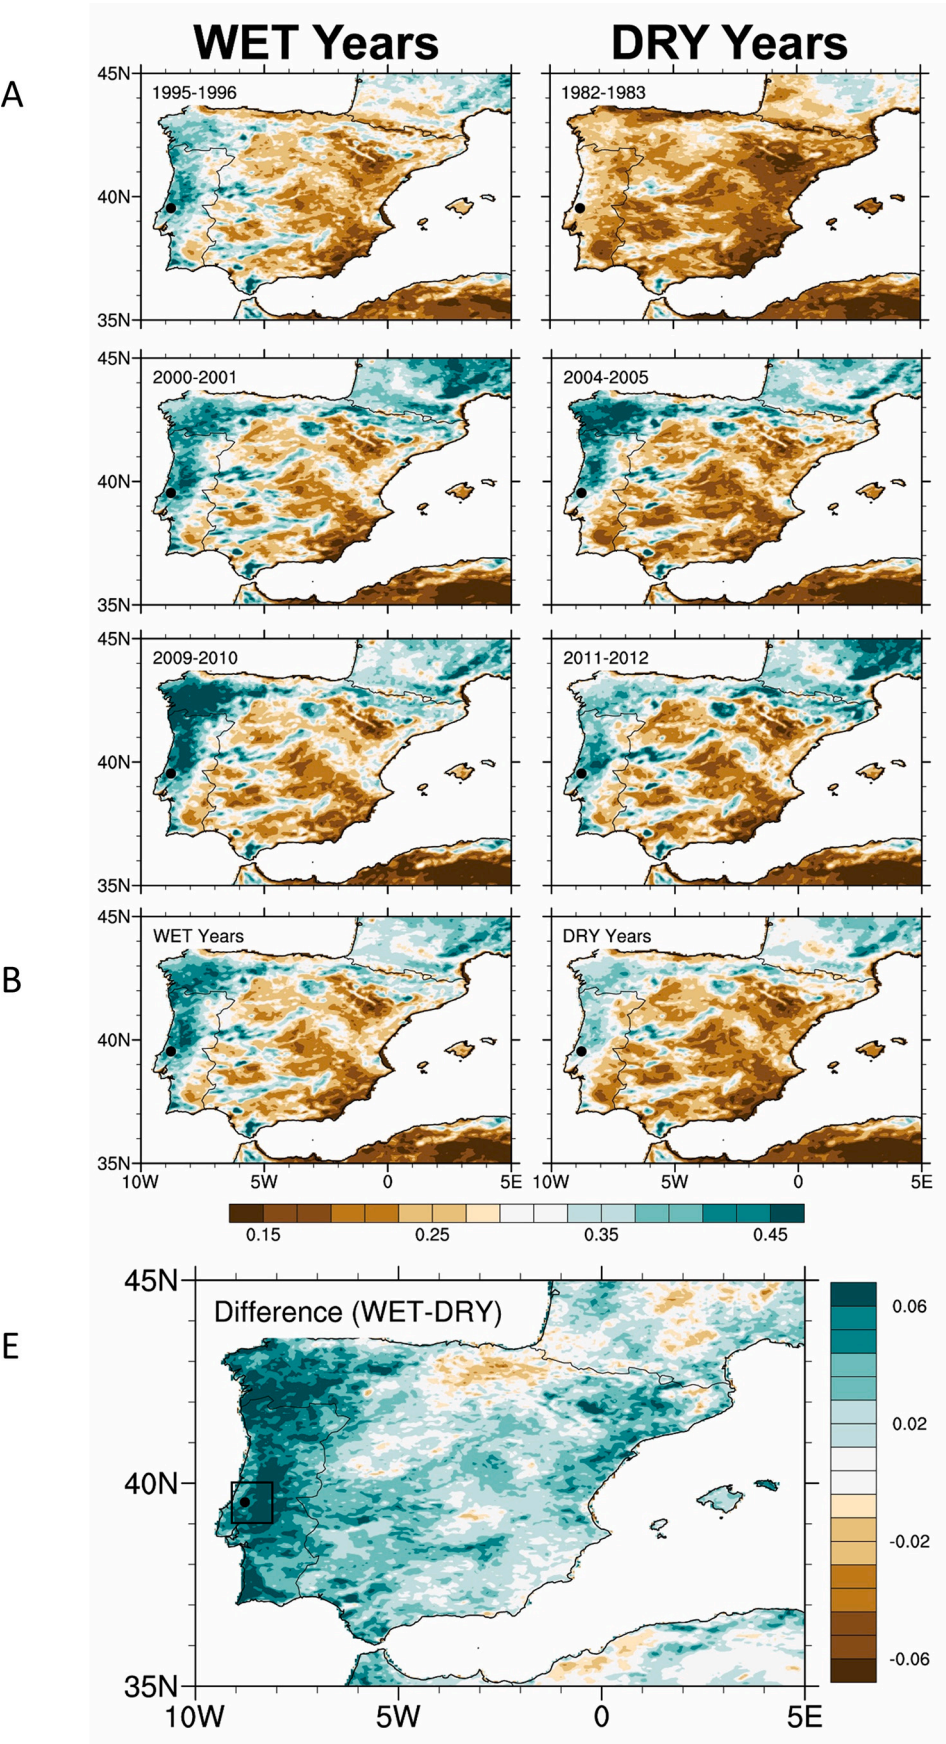 WET Years DRY Years
A
45N
1995-1996 1982-1983
40N
35N
2000-2001 2004-2005
45N
40N
35N
2009-2010 2011-2012
45N
40N
35N
B
45N
WET Years DRY Years
40N
35N
10W 5W 0 5E 10W 5W 0 5E
0.15 0.25 0.35 0.45
E
45N
Difference (WET-DRY)
0.06
0.02
40N
-0.02
-0.06
35N
10W 5W 0 5E